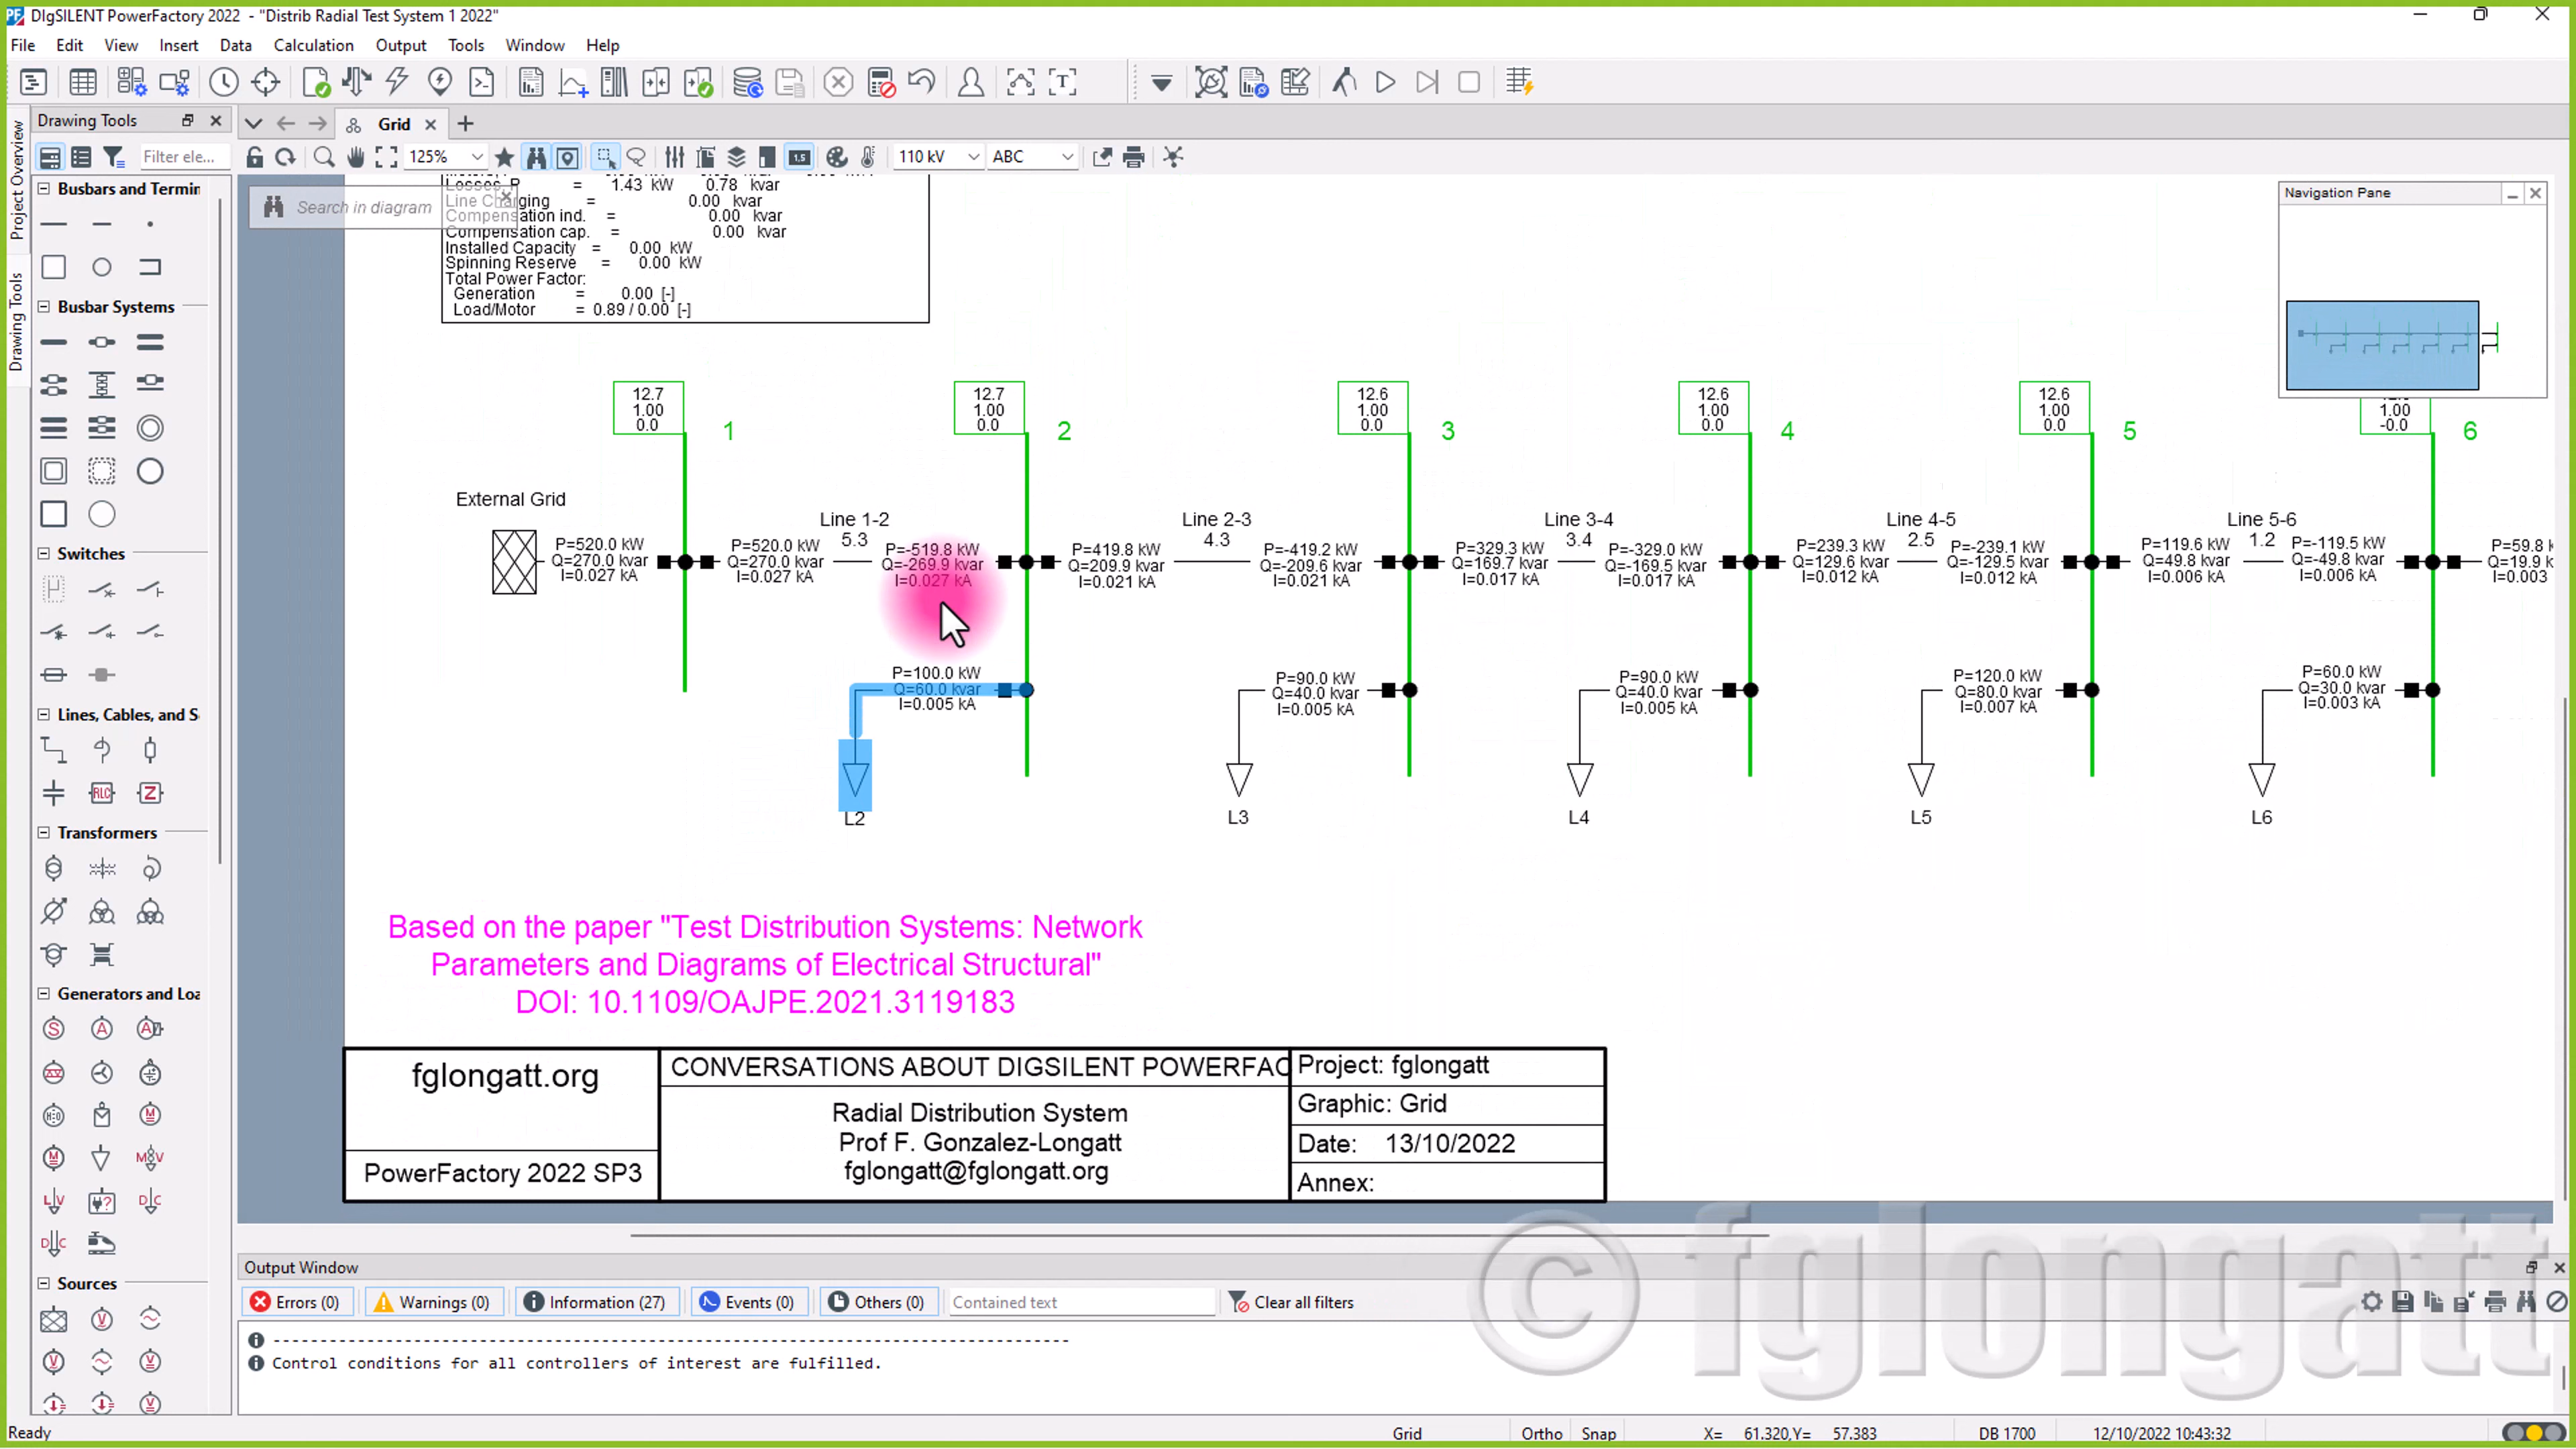 DIgSILENT PowerFactory 2022 - "Distrib Radial Test System 1 2022"
File Edit View Insert Data Calculation Output Tools Window Help
Project Overview
Drawing Tools
Drawing Tools
Grid
Filter ele...
125%
1.5
110 kV
ABC
Busbars and Termin
Busbar Systems
Switches
Lines, Cables, and S
RLC
Z
Transformers
Generators and Loa
Sources
Search in diagram
Losses, P = 1.43 kW 0.78 kvar
Line Charging = 0.00 kvar
Compensation ind. = 0.00 kvar
Compensation cap. = 0.00 kvar
Installed Capacity = 0.00 kW
Spinning Reserve = 0.00 kW
Total Power Factor:
Generation = 0.00 [-]
Load/Motor = 0.89 / 0.00 [-]
Navigation Pane
12.7
1.00
0.0
1
12.7
1.00
0.0
2
12.6
1.00
0.0
3
12.6
1.00
0.0
4
12.6
1.00
0.0
5
1.00
-0.0
6
External Grid
P=520.0 kW
Q=270.0 kvar
I=0.027 kA
P=520.0 kW
Q=270.0 kvar
I=0.027 kA
Line 1-2
5.3
P=-519.8 kW
Q=-269.9 kvar
I=0.027 kA
P=419.8 kW
Q=209.9 kvar
I=0.021 kA
Line 2-3
4.3
P=-419.2 kW
Q=-209.6 kvar
I=0.021 kA
P=329.3 kW
Q=169.7 kvar
I=0.017 kA
Line 3-4
3.4
P=-329.0 kW
Q=-169.5 kvar
I=0.017 kA
P=239.3 kW
Q=129.6 kvar
I=0.012 kA
Line 4-5
2.5
P=-239.1 kW
Q=-129.5 kvar
I=0.012 kA
P=119.6 kW
Q=49.8 kvar
I=0.006 kA
Line 5-6
1.2
P=-119.5 kW
Q=-49.8 kvar
I=0.006 kA
P=59.8 k
Q=19.9 k
I=0.003
P=100.0 kW
Q=60.0 kvar
I=0.005 kA
L2
P=90.0 kW
Q=40.0 kvar
I=0.005 kA
L3
P=90.0 kW
Q=40.0 kvar
I=0.005 kA
L4
P=120.0 kW
Q=80.0 kvar
I=0.007 kA
L5
P=60.0 kW
Q=30.0 kvar
I=0.003 kA
L6
Based on the paper "Test Distribution Systems: Network
Parameters and Diagrams of Electrical Structural"
DOI: 10.1109/OAJPE.2021.3119183
fglongatt.org
PowerFactory 2022 SP3
CONVERSATIONS ABOUT DIGSILENT POWERFAC
Radial Distribution System
Prof F. Gonzalez-Longatt
fglongatt@fglongatt.org
Project: fglongatt
Graphic: Grid
Date: 13/10/2022
Annex:
© fglongatt
Output Window
Errors (0) Warnings (0) Information (27) Events (0) Others (0) Contained text Clear all filters
Control conditions for all controllers of interest are fulfilled.
Ready
Grid Ortho Snap X= 61.320,Y= 57.383 DB 1700 12/10/2022 10:43:32